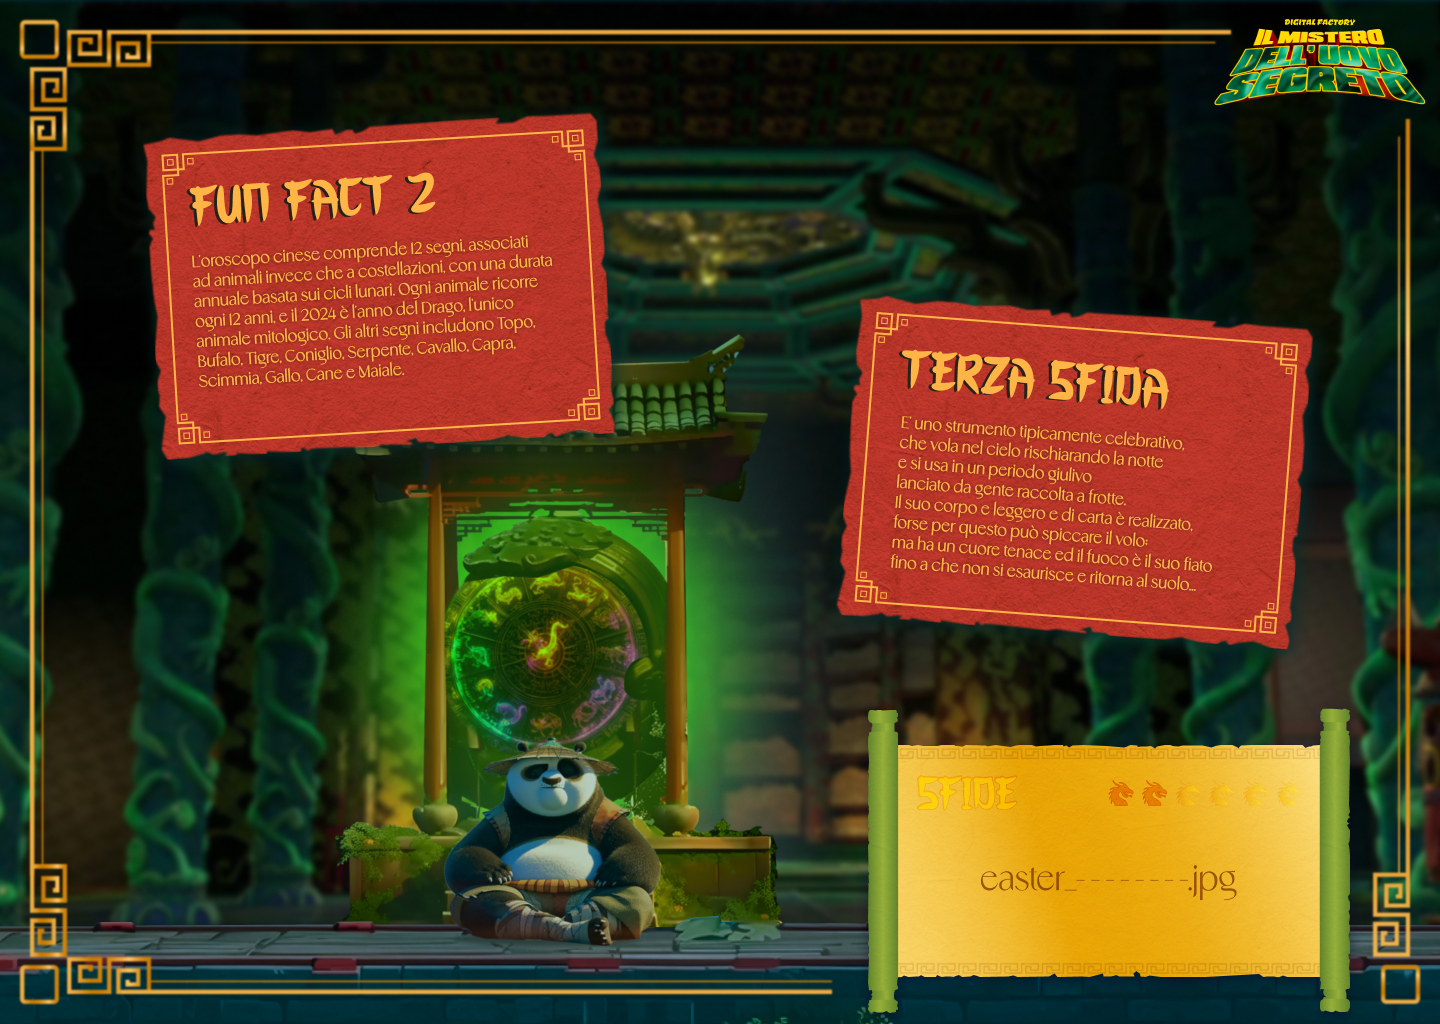 DIGITAL FACTORY
IL MISTERO
DELL'UOVO
SEGRETO
FUN FACT 2
L'oroscopo cinese comprende 12 segni, associati
ad animali invece che a costellazioni, con una durata
annuale basata sui cicli lunari. Ogni animale ricorre
ogni 12 anni, e il 2024 è l'anno del Drago, l'unico
animale mitologico. Gli altri segni includono Topo,
Bufalo, Tigre, Coniglio, Serpente, Cavallo, Capra,
Scimmia, Gallo, Cane e Maiale.
TERZA SFIDA
E' uno strumento tipicamente celebrativo,
che vola nel cielo rischiarando la notte
e si usa in un periodo giulivo
lanciato da gente raccolta a frotte.
Il suo corpo e leggero e di carta è realizzato,
forse per questo può spiccare il volo;
ma ha un cuore tenace ed il fuoco è il suo fiato
fino a che non si esaurisce e ritorna al suolo...
SFIDE
easter_--------.jpg